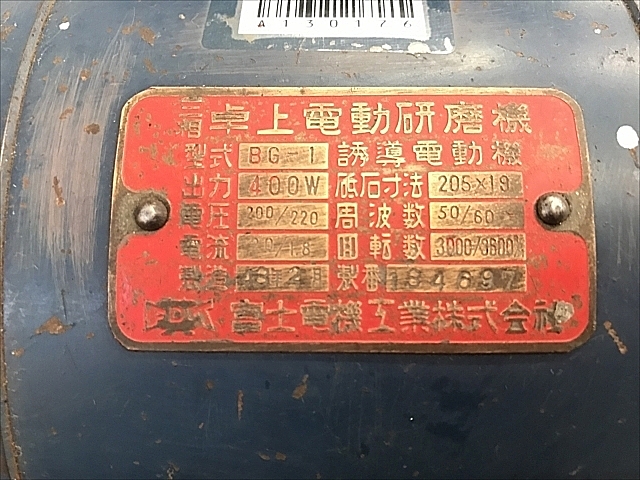 A130176
三相 卓上電動研磨機
型式 BG-1 誘導電動機
出力 400W 砥石寸法 205×19
電圧 200/220 周波数 50/60
電流 回転数 3000/3600
製番 134697
富士電機工業株式会社